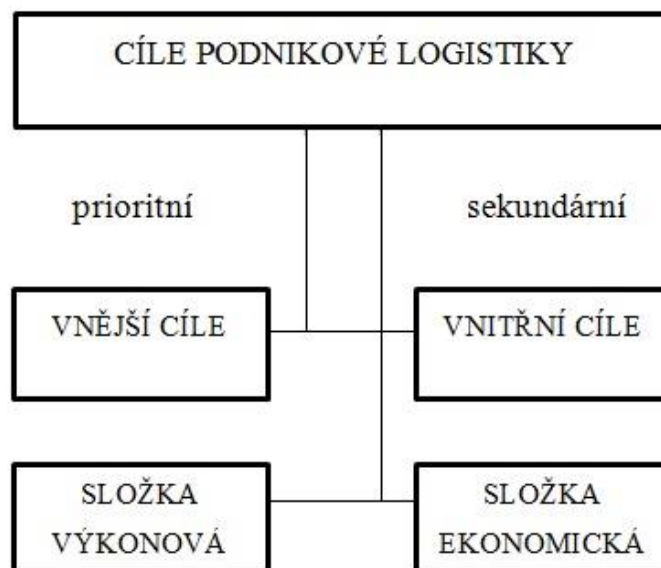 CÍLE PODNIKOVÉ LOGISTIKY
prioritní
sekundární
VNĚJŠÍ CÍLE
VNITŘNÍ CÍLE
SLOŽKA
VÝKONOVÁ
SLOŽKA
EKONOMICKÁ